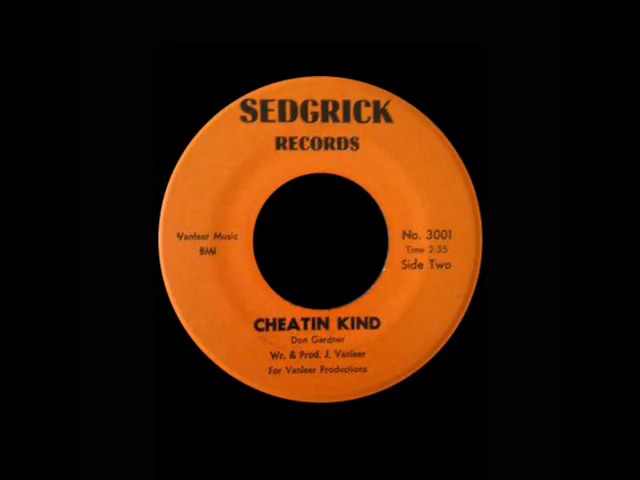 SEDGRICK
RECORDS
Vanleer Music
BMI
No. 3001
Time 2:35
Side Two
CHEATIN KIND
Don Gardner
Wr. & Prod. J. Vanleer
For Vanleer Productions